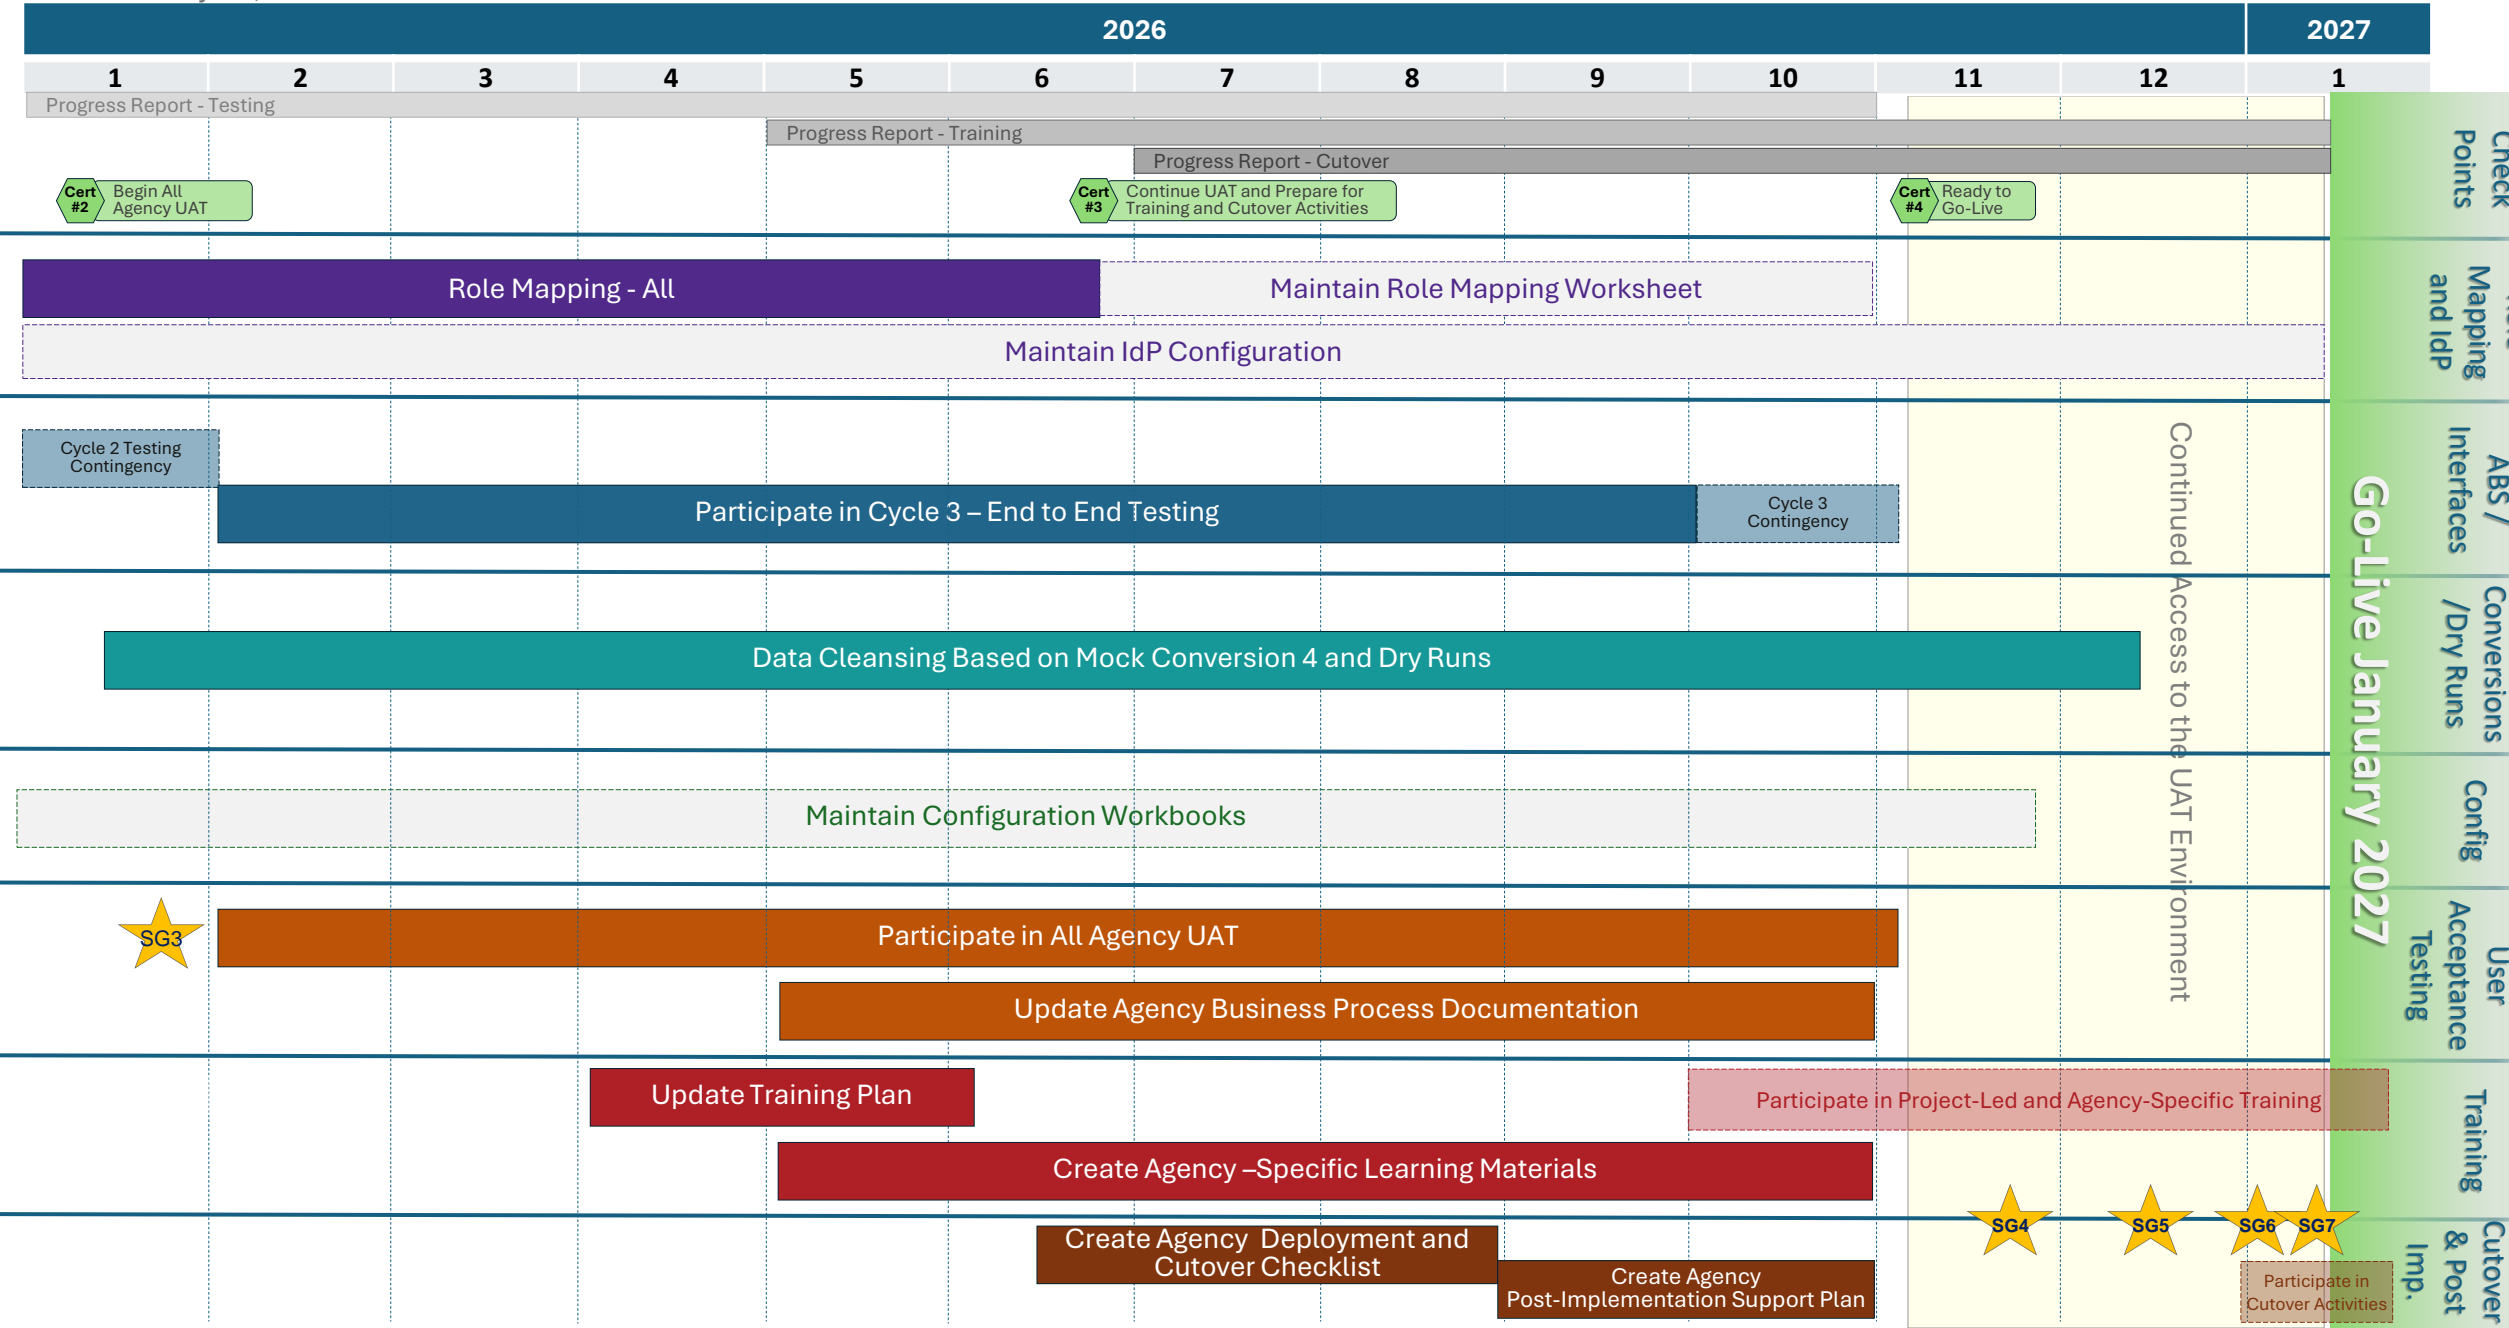 2026
2027
1
2
3
4
5
6
7
8
9
10
11
12
1
Progress Report - Testing
Progress Report - Training
Progress Report - Cutover
Cert
#2
Begin All
Agency UAT
Cert
#3
Continue UAT and Prepare for
Training and Cutover Activities
Cert
#4
Ready to
Go-Live
Check
Points
Role Mapping - All
Maintain Role Mapping Worksheet
Maintain IdP Configuration
Mapping
and IdP
Cycle 2 Testing
Contingency
Participate in Cycle 3 – End to End Testing
Cycle 3
Contingency
ABS /
Interfaces
Continued Access to the UAT Environment
Go-Live January 2027
Data Cleansing Based on Mock Conversion 4 and Dry Runs
Conversions
/Dry Runs
Maintain Configuration Workbooks
Config
SG3
Participate in All Agency UAT
Update Agency Business Process Documentation
User
Acceptance
Testing
Update Training Plan
Participate in Project-Led and Agency-Specific Training
Create Agency –Specific Learning Materials
Training
SG4
SG5
SG6
SG7
Create Agency  Deployment and
Cutover Checklist
Create Agency
Post-Implementation Support Plan
Participate in
Cutover Activities
Cutover
& Post
Imp.